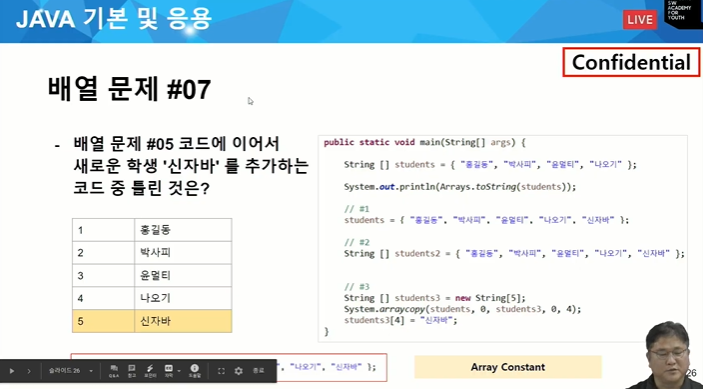 JAVA 기본 및 응용
LIVE
SW
ACADEMY
FOR
YOUTH
Confidential
배열 문제 #07
- 배열 문제 #05 코드에 이어서
새로운 학생 '신자바' 를 추가하는
코드 중 틀린 것은?
1 홍길동
2 박사피
3 윤멀티
4 나오기
5 신자바
public static void main(String[] args) {
String [] students = { "홍길동", "박사피", "윤멀티", "나오기" };
System.out.println(Arrays.toString(students));
// #1
students = { "홍길동", "박사피", "윤멀티", "나오기", "신자바" };
// #2
String [] students2 = { "홍길동", "박사피", "윤멀티", "나오기", "신자바" };
// #3
String [] students3 = new String[5];
System.arraycopy(students, 0, students3, 0, 4);
students3[4] = "신자바";
}
", "나오기", "신자바" };
Array Constant
슬라이드 26
Q&A
종료
26